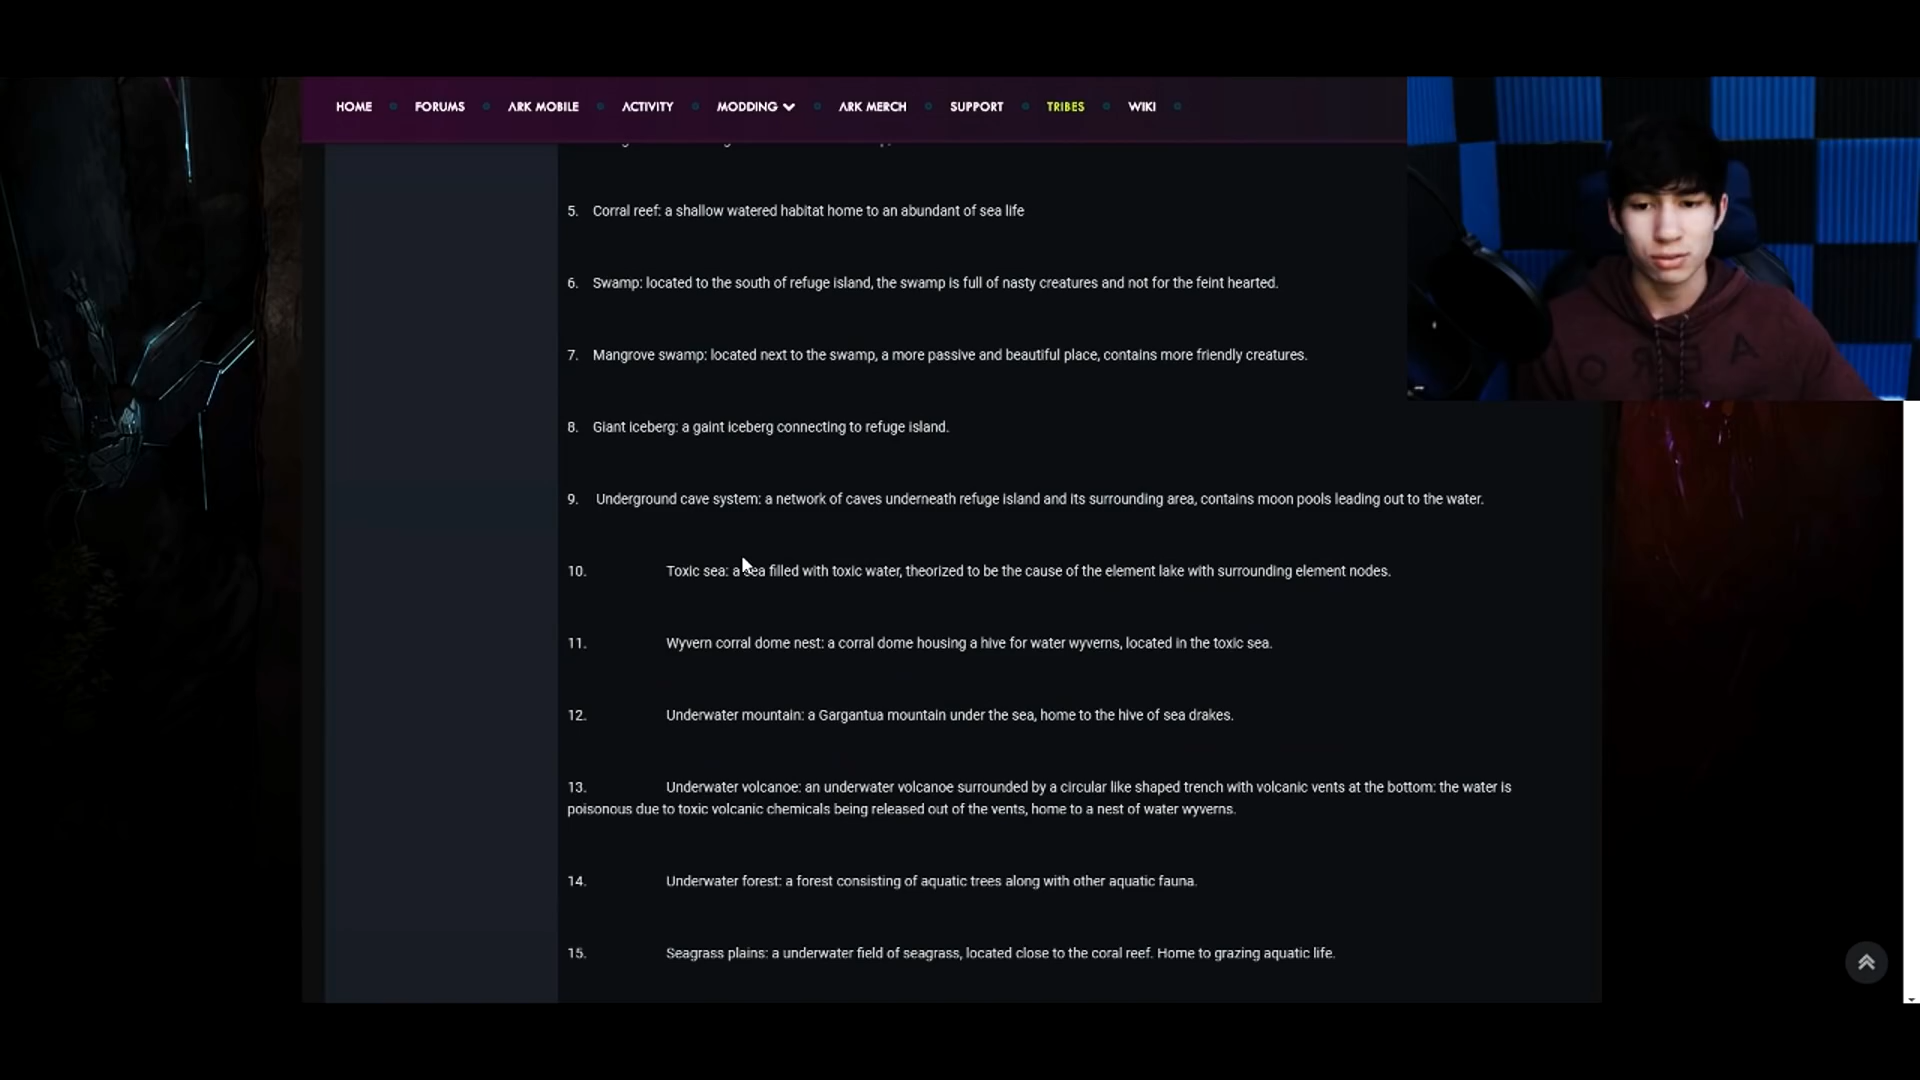 HOME FORUMS ARK MOBILE ACTIVITY MODDING ARK MERCH SUPPORT TRIBES WIKI
5. Corral reef: a shallow watered habitat home to an abundant of sea life
6. Swamp: located to the south of refuge island, the swamp is full of nasty creatures and not for the feint hearted.
7. Mangrove swamp: located next to the swamp, a more passive and beautiful place, contains more friendly creatures.
8. Giant iceberg: a gaint iceberg connecting to refuge island.
9. Underground cave system: a network of caves underneath refuge island and its surrounding area, contains moon pools leading out to the water.
10. Toxic sea: a sea filled with toxic water, theorized to be the cause of the element lake with surrounding element nodes.
11. Wyvern corral dome nest: a corral dome housing a hive for water wyverns, located in the toxic sea.
12. Underwater mountain: a Gargantua mountain under the sea, home to the hive of sea drakes.
13. Underwater volcanoe: an underwater volcanoe surrounded by a circular like shaped trench with volcanic vents at the bottom: the water is
poisonous due to toxic volcanic chemicals being released out of the vents, home to a nest of water wyverns.
14. Underwater forest: a forest consisting of aquatic trees along with other aquatic fauna.
15. Seagrass plains: a underwater field of seagrass, located close to the coral reef. Home to grazing aquatic life.